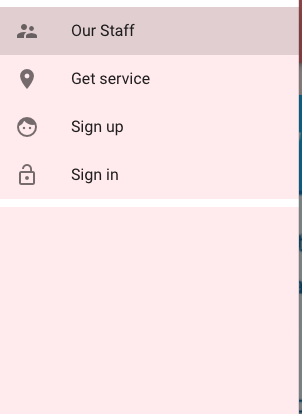 Our Staff
Get service
Sign up
Sign in